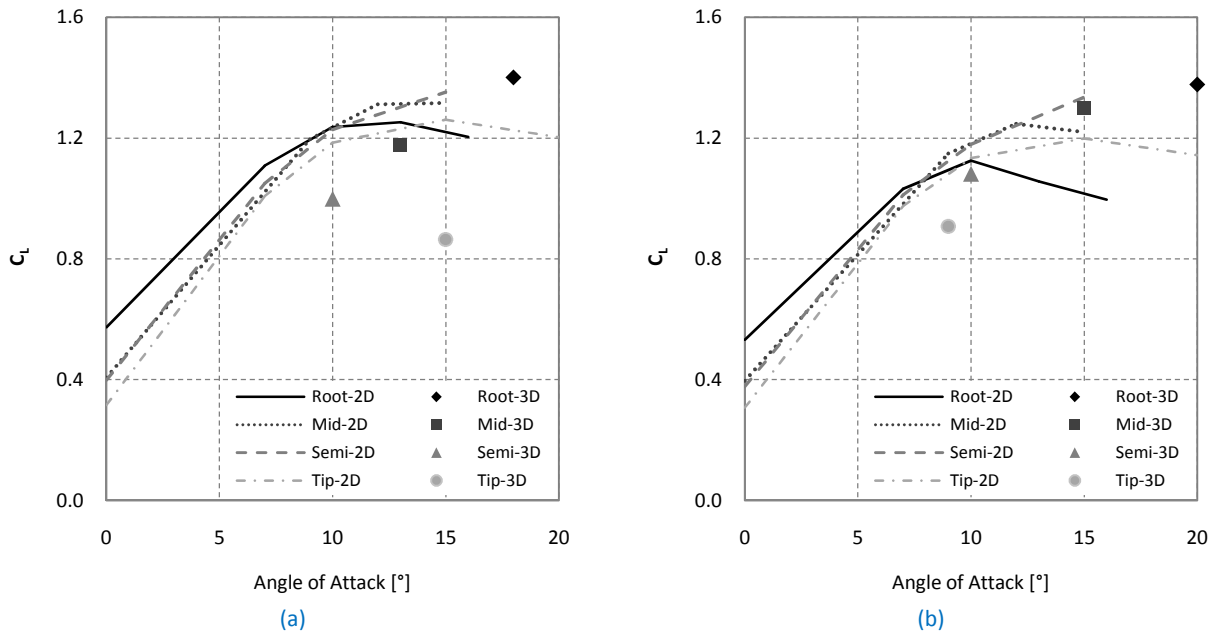 1.6
1.2
0.8
0.4
0.0
C_L
0
5
10
15
20
Angle of Attack [°]
Root-2D
Root-3D
Mid-2D
Mid-3D
Semi-2D
Semi-3D
Tip-2D
Tip-3D
(a)
1.6
1.2
0.8
0.4
0.0
C_L
0
5
10
15
20
Angle of Attack [°]
Root-2D
Root-3D
Mid-2D
Mid-3D
Semi-2D
Semi-3D
Tip-2D
Tip-3D
(b)